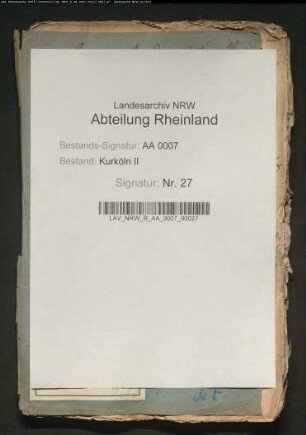 Landesarchiv NRW
Abteilung Rheinland
Bestands-Signatur: AA 0007
Bestand: Kurköln II
Signatur: Nr. 27
LAV_NRW_R_AA_0007_00027